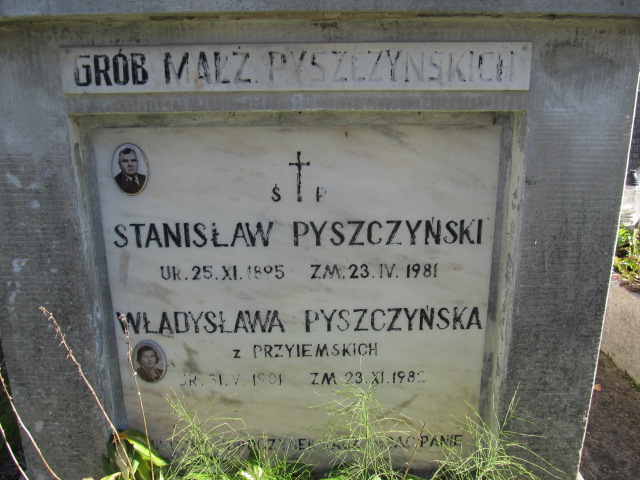 GRÓB MAŁŻ. PYSZCZYŃSKICH
Ś P
STANISŁAW PYSZCZYŃSKI
UR. 25.XI.1895 ZM. 23.IV.1981
WŁADYSŁAWA PYSZCZYŃSKA
Z PRZYIEMSKICH
UR. 31.V.1901 ZM 23.XI.1982
PANIE